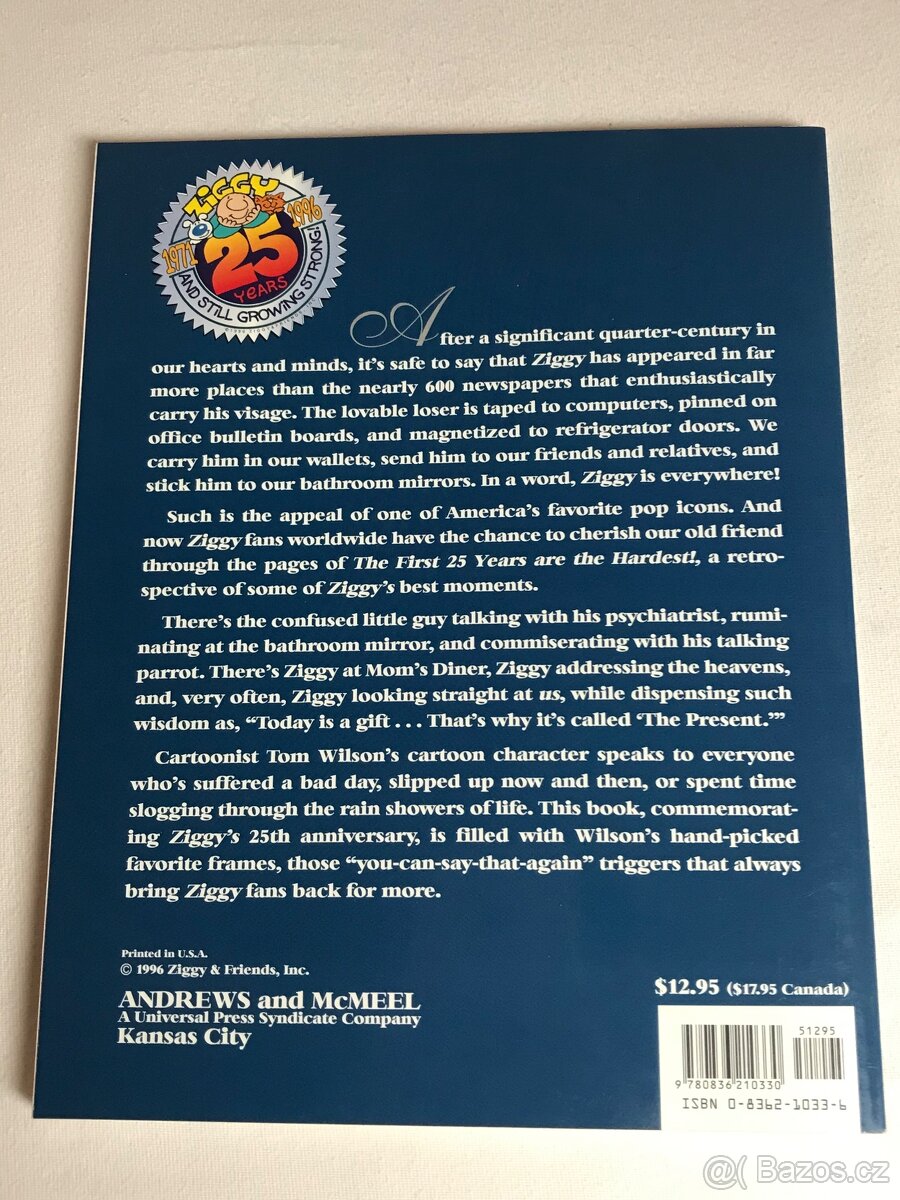 ZiGGY
1971
1996
25
YEARS
AND STiLL GROWiNG STRONG!
After a significant quarter-century in
our hearts and minds, it's safe to say that Ziggy has appeared in far
more places than the nearly 600 newspapers that enthusiastically
carry his visage. The lovable loser is taped to computers, pinned on
office bulletin boards, and magnetized to refrigerator doors. We
carry him in our wallets, send him to our friends and relatives, and
stick him to our bathroom mirrors. In a word, Ziggy is everywhere!
Such is the appeal of one of America's favorite pop icons. And
now Ziggy fans worldwide have the chance to cherish our old friend
through the pages of The First 25 Years are the Hardest!, a retro-
spective of some of Ziggy's best moments.
There's the confused little guy talking with his psychiatrist, rumi-
nating at the bathroom mirror, and commiserating with his talking
parrot. There's Ziggy at Mom's Diner, Ziggy addressing the heavens,
and, very often, Ziggy looking straight at us, while dispensing such
wisdom as, “Today is a gift . . . That's why it's called ‘The Present.’”
Cartoonist Tom Wilson's cartoon character speaks to everyone
who's suffered a bad day, slipped up now and then, or spent time
slogging through the rain showers of life. This book, commemorat-
ing Ziggy's 25th anniversary, is filled with Wilson's hand-picked
favorite frames, those “you-can-say-that-again” triggers that always
bring Ziggy fans back for more.
Printed in U.S.A.
© 1996 Ziggy & Friends, Inc.
ANDREWS and McMEEL
A Universal Press Syndicate Company
Kansas City
$12.95 ($17.95 Canada)
51295
9 780836 210330
ISBN 0-8362-1033-6
@( Bazos.cz